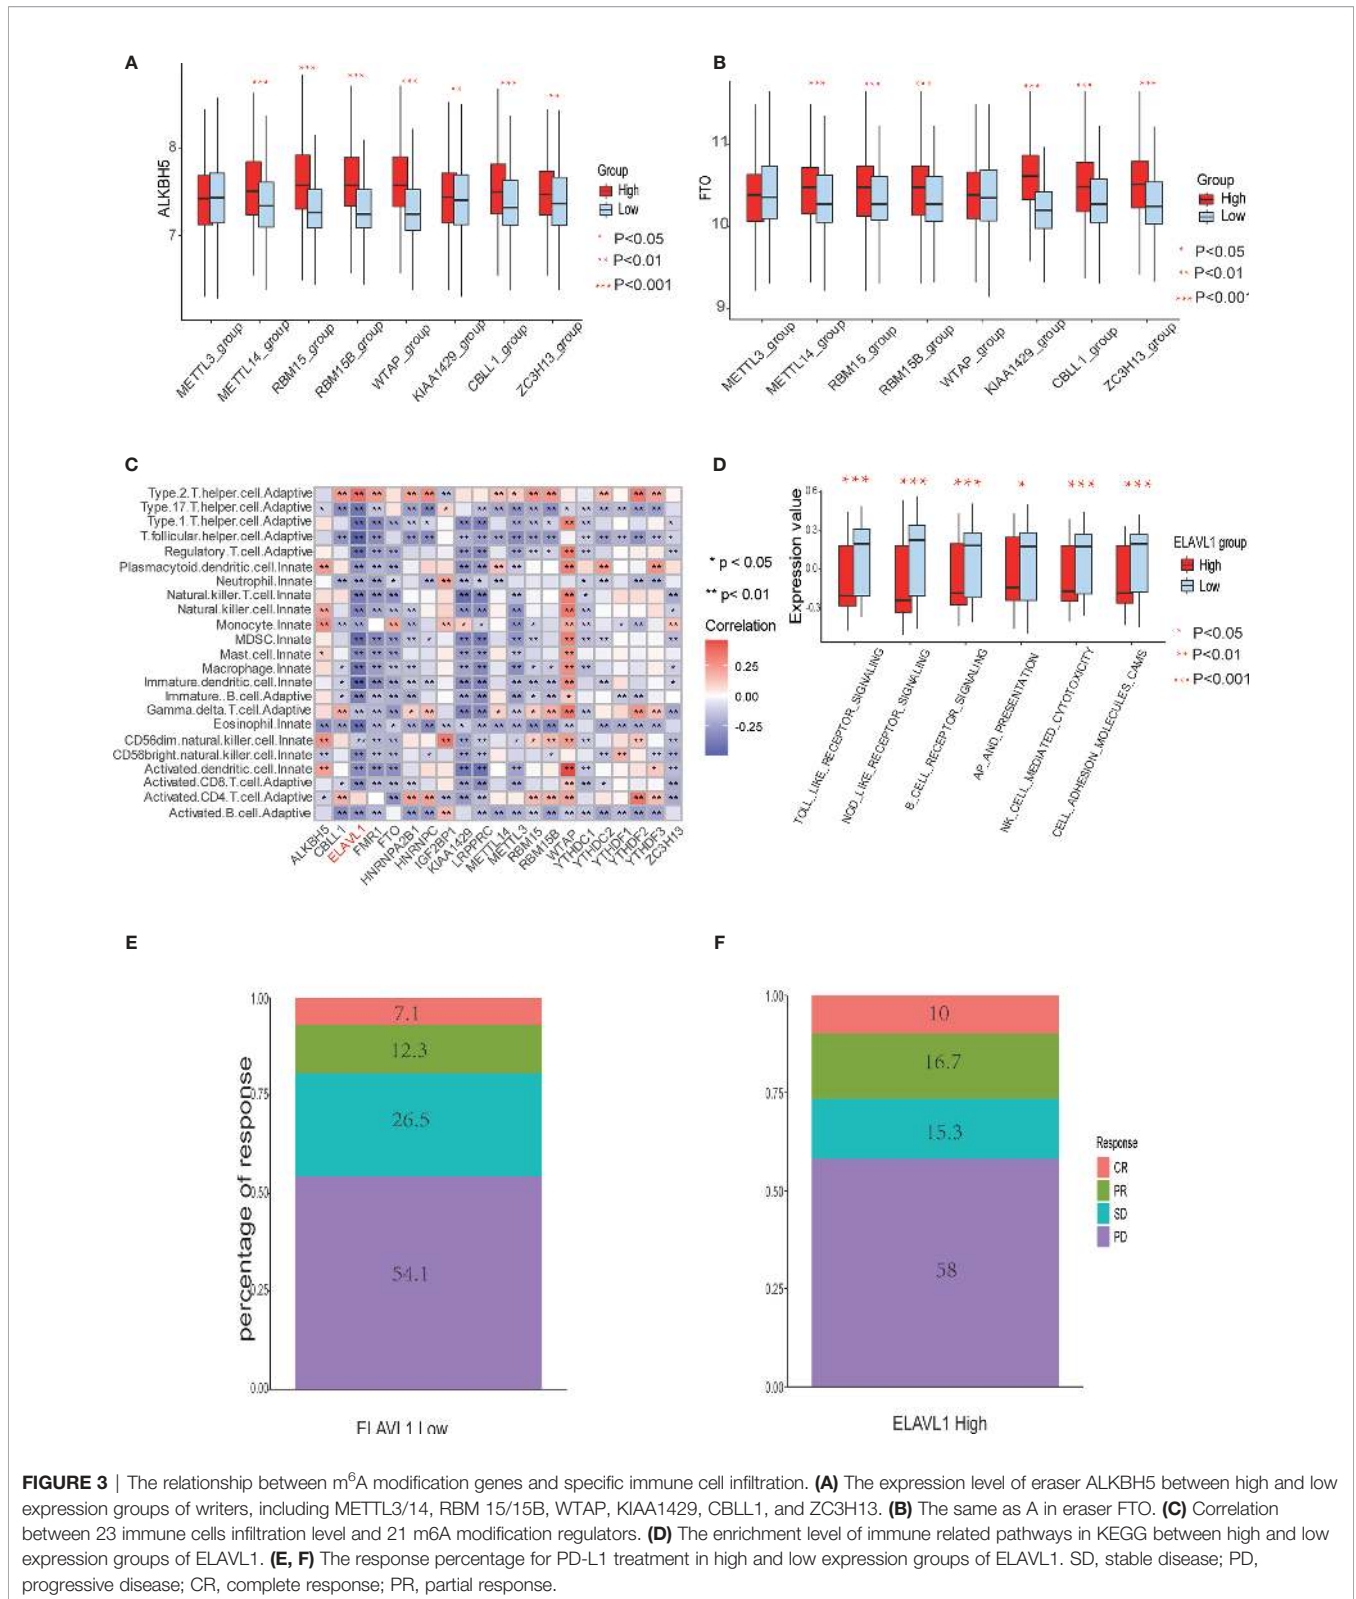 A
ALKBH5
8
7
Group
High
Low
P<0.05
P<0.01
P<0.001
METTL3_group
METTL14_group
RBM15_group
RBM15B_group
WTAP_group
KIAA1429_group
CBLL1_group
ZC3H13_group
B
FTO
11
10
9
Group
High
Low
P<0.05
P<0.01
P<0.001
METTL3_group
METTL14_group
RBM15_group
RBM15B_group
WTAP_group
KIAA1429_group
CBLL1_group
ZC3H13_group
C
Type.2.T.helper.cell.Adaptive
Type.17.T.helper.cell.Adaptive
Type.1.T.helper.cell.Adaptive
T.follicular.helper.cell.Adaptive
Regulatory.T.cell.Adaptive
Plasmacytoid.dendritic.cell.Innate
Neutrophil.Innate
Natural.killer.T.cell.Innate
Natural.killer.cell.Innate
Monocyte.Innate
MDSC.Innate
Mast.cell.Innate
Macrophage.Innate
Immature.dendritic.cell.Innate
Immature..B.cell.Adaptive
Gamma.delta.T.cell.Adaptive
Eosinophil.Innate
CD56dim.natural.killer.cell.Innate
CD56bright.natural.killer.cell.Innate
Activated.dendritic.cell.Innate
Activated.CD8.T.cell.Adaptive
Activated.CD4.T.cell.Adaptive
Activated.B.cell.Adaptive
ALKBH5
CBLL1
ELAVL1
FMR1
FTO
HNRNPA2B1
HNRNPC
IGF2BP1
KIAA1429
LRPPRC
METTL14
METTL3
RBM15
RBM15B
WTAP
YTHDC1
YTHDC2
YTHDF1
YTHDF2
YTHDF3
ZC3H13
* p < 0.05
** p< 0.01
Correlation
0.25
0.00
-0.25
D
Expression value
0.6
0.3
0.0
-0.3
ELAVL1 group
High
Low
P<0.05
P<0.01
P<0.001
TOLL_LIKE_RECEPTOR_SIGNALING
NOD_LIKE_RECEPTOR_SIGNALING
B_CELL_RECEPTOR_SIGNALING
AP_AND_PRESENTATION
NK_CELL_MEDIATED_CYTOTOXICITY
CELL_ADHESION_MOLECULES_CAMS
E
percentage of response
1.00
0.75
0.50
0.25
0.00
7.1
12.3
26.5
54.1
ELAVL1 Low
F
1.00
0.75
0.50
0.25
0.00
10
16.7
15.3
58
ELAVL1 High
Response
CR
PR
SD
PD
FIGURE 3 | The relationship between m6A modification genes and specific immune cell infiltration. (A) The expression level of eraser ALKBH5 between high and low
expression groups of writers, including METTL3/14, RBM 15/15B, WTAP, KIAA1429, CBLL1, and ZC3H13. (B) The same as A in eraser FTO. (C) Correlation
between 23 immune cells infiltration level and 21 m6A modification regulators. (D) The enrichment level of immune related pathways in KEGG between high and low
expression groups of ELAVL1. (E, F) The response percentage for PD-L1 treatment in high and low expression groups of ELAVL1. SD, stable disease; PD,
progressive disease; CR, complete response; PR, partial response.